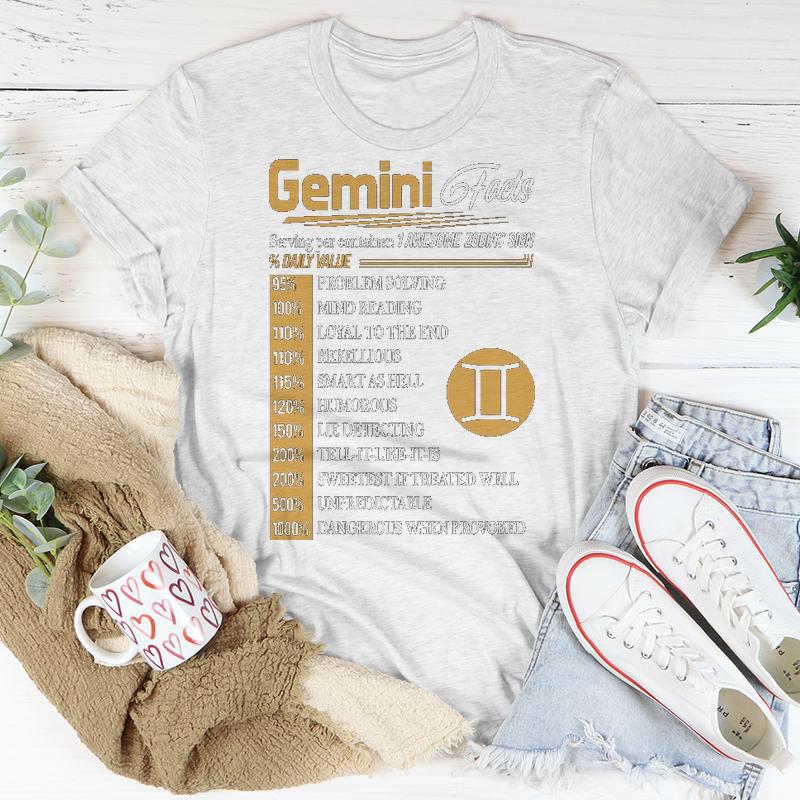 Gemini Facts
Serving per container: 1 AWESOME ZODIAC SIGN
% DAILY VALUE
95% PROBLEM SOLVING
100% MIND READING
110% LOYAL TO THE END
110% REBELLIOUS
115% SMART AS HELL
120% HUMOROUS
150% LIE DETECTING
200% TELL-IT-LIKE-IT-IS
200% SWEETEST IF TREATED WELL
500% UNPREDICTABLE
1000% DANGEROUS WHEN PROVOKED